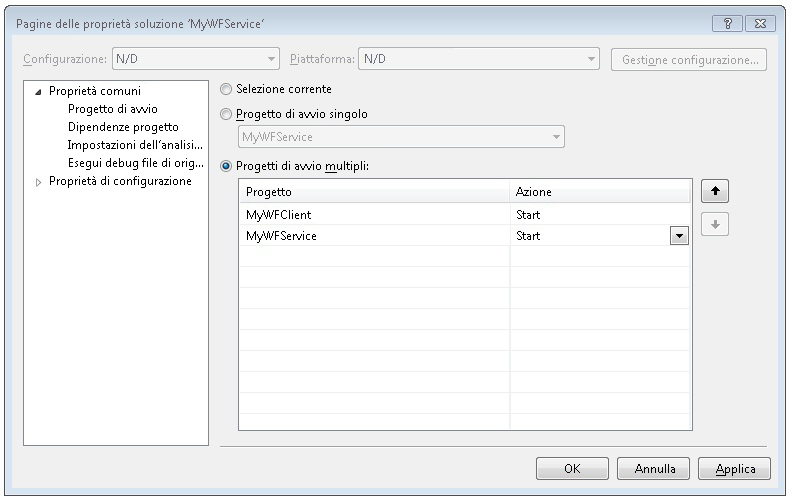 Pagine delle proprietà soluzione 'MyWFService'
Configurazione: N/D Piattaforma: N/D Gestione configurazione...
Proprietà comuni
Progetto di avvio
Dipendenze progetto
Impostazioni dell'analisi...
Esegui debug file di orig...
Proprietà di configurazione
Selezione corrente
Progetto di avvio singolo
MyWFService
Progetti di avvio multipli:
Progetto Azione
MyWFClient Start
MyWFService Start
OK Annulla Applica